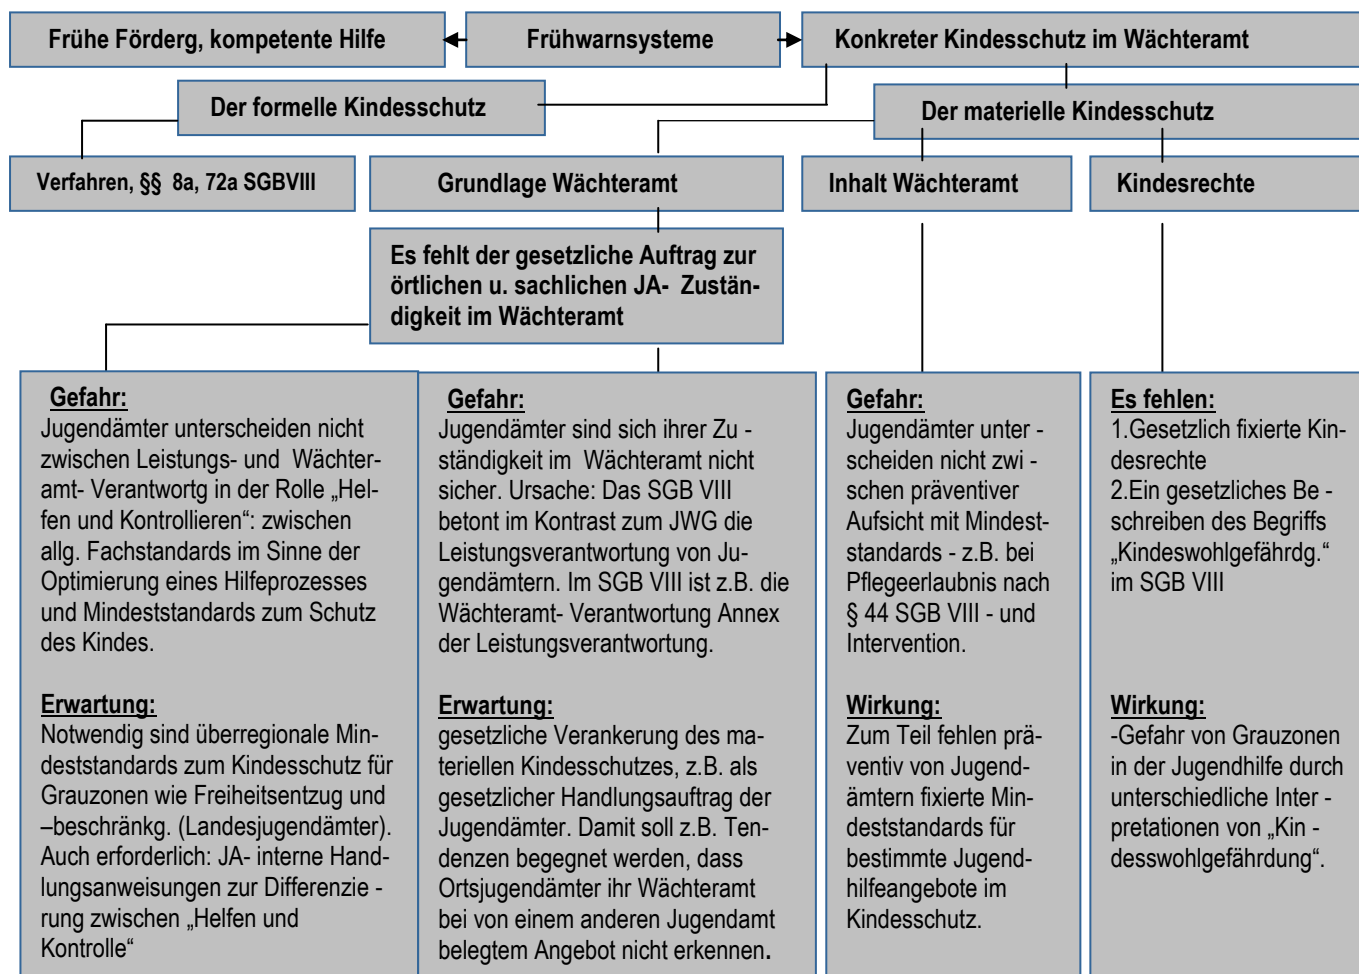 Frühe Förderg, kompetente Hilfe
Frühwarnsysteme
Konkreter Kindesschutz im Wächteramt
Der formelle Kindesschutz
Der materielle Kindesschutz
Verfahren, §§ 8a, 72a SGBVIII
Grundlage Wächteramt
Inhalt Wächteramt
Kindesrechte
Es fehlt der gesetzliche Auftrag zur
örtlichen u. sachlichen JA- Zustän-
digkeit im Wächteramt
Gefahr:
Jugendämter unterscheiden nicht
zwischen Leistungs- und Wächter-
amt- Verantwortg in der Rolle „Hel-
fen und Kontrollieren“: zwischen
allg. Fachstandards im Sinne der
Optimierung eines Hilfeprozesses
und Mindeststandards zum Schutz
des Kindes.
Erwartung:
Notwendig sind überregionale Min-
deststandards zum Kindesschutz für
Grauzonen wie Freiheitsentzug und
–beschränkg. (Landesjugendämter).
Auch erforderlich: JA- interne Hand-
lungsanweisungen zur Differenzie -
rung zwischen „Helfen und
Kontrolle“
Gefahr:
Jugendämter sind sich ihrer Zu -
ständigkeit im Wächteramt nicht
sicher. Ursache: Das SGB VIII
betont im Kontrast zum JWG die
Leistungsverantwortung von Ju-
gendämtern. Im SGB VIII ist z.B. die
Wächteramt- Verantwortung Annex
der Leistungsverantwortung.
Erwartung:
gesetzliche Verankerung des ma-
teriellen Kindesschutzes, z.B. als
gesetzlicher Handlungsauftrag der
Jugendämter. Damit soll z.B. Ten-
denzen begegnet werden, dass
Ortsjugendämter ihr Wächteramt
bei von einem anderen Jugendamt
belegtem Angebot nicht erkennen.
Gefahr:
Jugendämter unter -
scheiden nicht zwi -
schen präventiver
Aufsicht mit Mindest-
standards - z.B. bei
Pflegeerlaubnis nach
§ 44 SGB VIII - und
Intervention.
Wirkung:
Zum Teil fehlen prä-
ventiv von Jugend-
ämtern fixierte Min-
deststandards für
bestimmte Jugend-
hilfeangebote im
Kindesschutz.
Es fehlen:
1.Gesetzlich fixierte Kin-
desrechte
2.Ein gesetzliches Be -
schreiben des Begriffs
„Kindeswohlgefährdg.“
im SGB VIII
Wirkung:
-Gefahr von Grauzonen
in der Jugendhilfe durch
unterschiedliche Inter -
pretationen von „Kin -
desswohlgefährdung“.